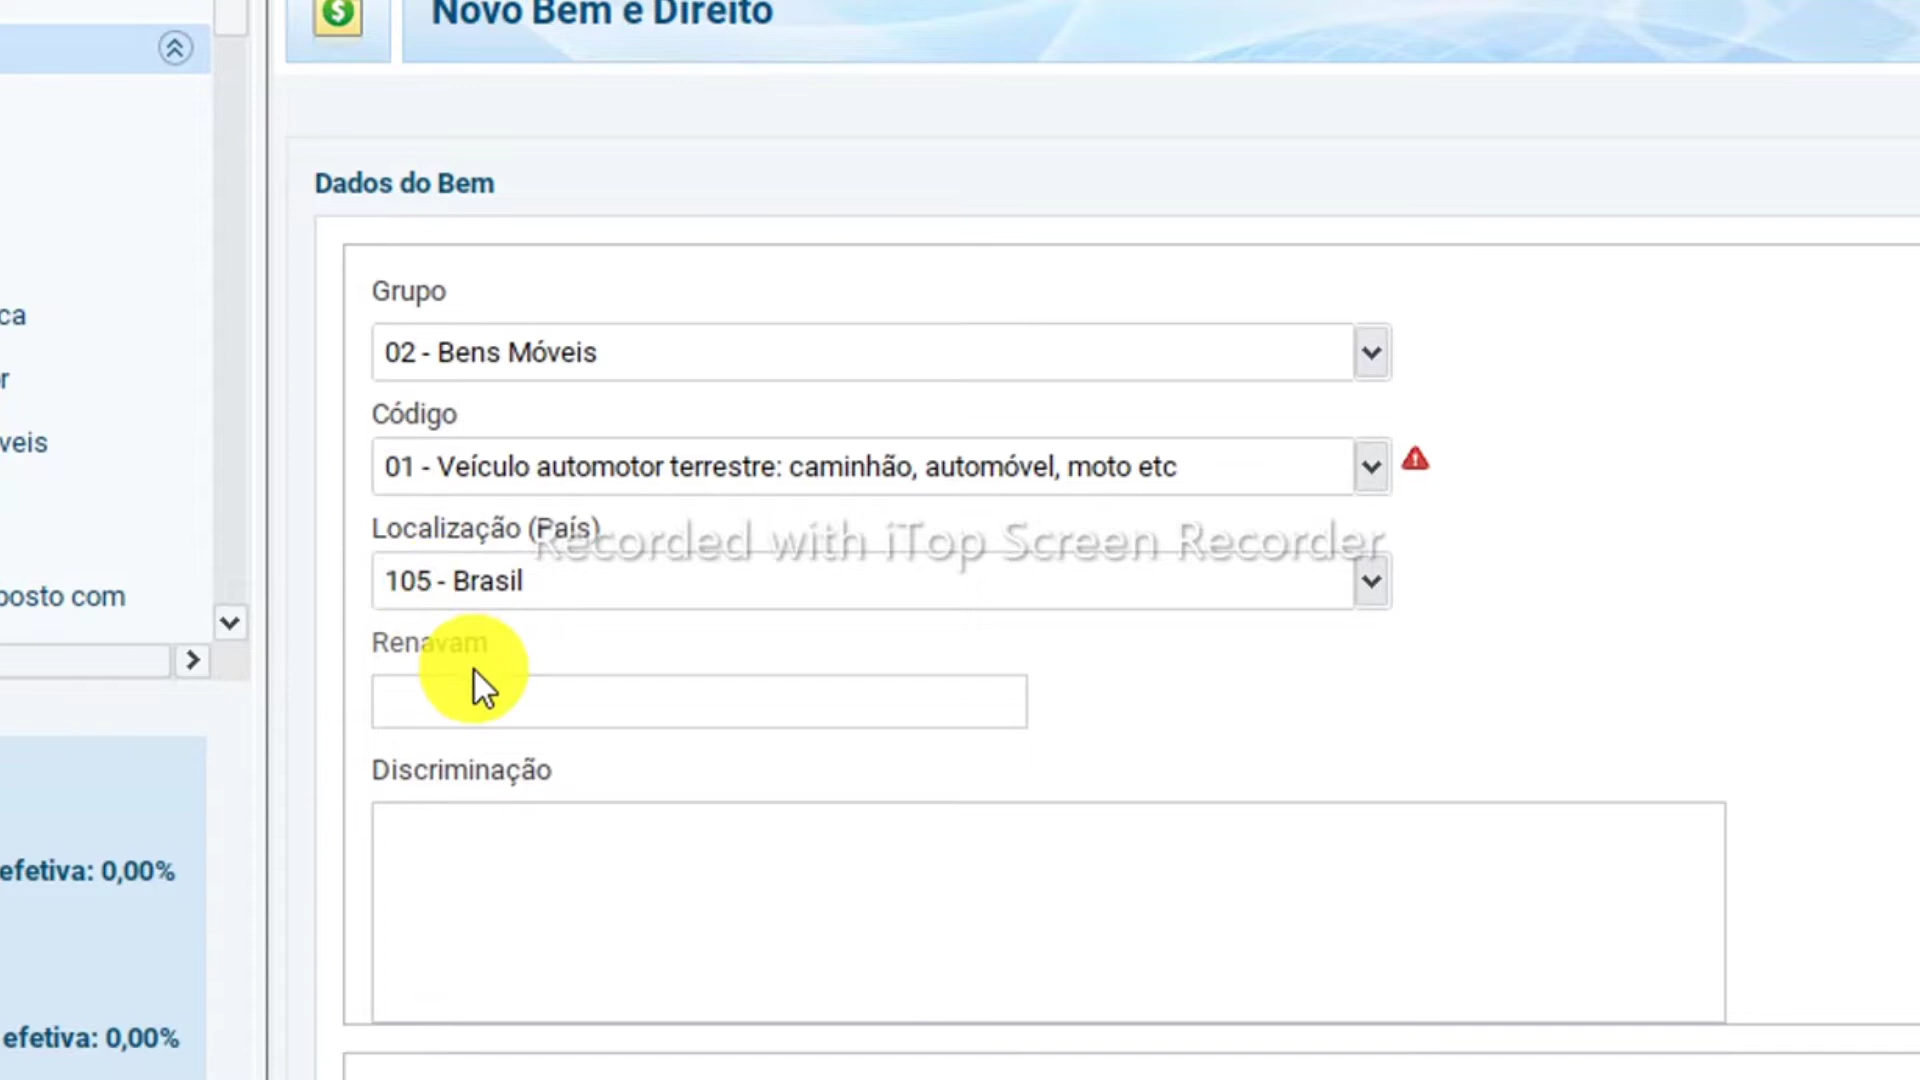 Novo Bem e Direito
Dados do Bem
Grupo
02 - Bens Móveis
Código
01 - Veículo automotor terrestre: caminhão, automóvel, moto etc
Localização (País)
Recorded with iTop Screen Recorder
105 - Brasil
Renavam
Discriminação
ca
r
veis
posto com
efetiva: 0,00%
efetiva: 0,00%